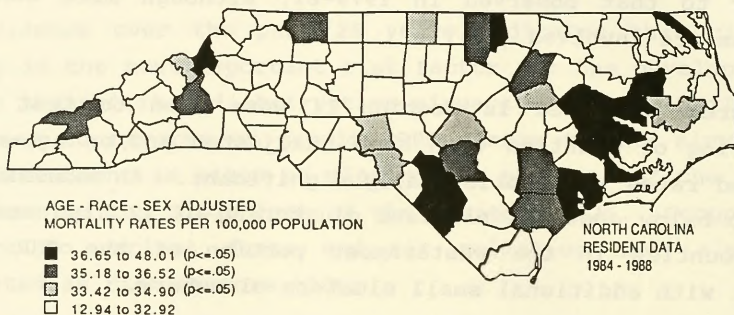 AGE - RACE - SEX ADJUSTED
MORTALITY RATES PER 100,000 POPULATION
36.65 to 48.01 (p<=.05)
35.18 to 36.52 (p<=.05)
33.42 to 34.90 (p<=.05)
12.94 to 32.92
NORTH CAROLINA
RESIDENT DATA
1984 - 1988